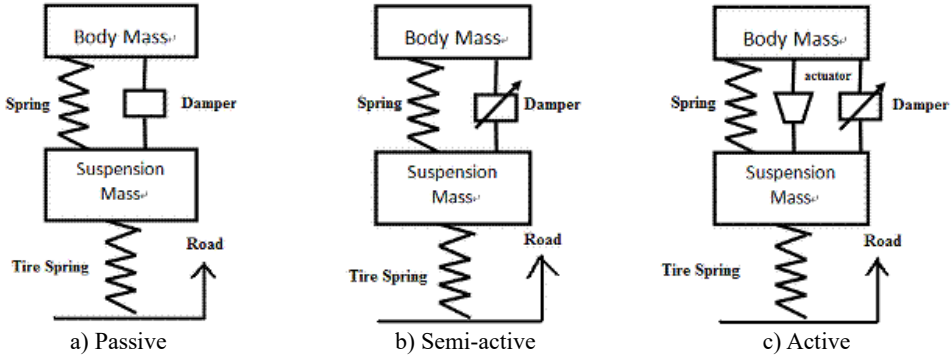 Body Mass↵
Spring
Damper
Suspension
Mass↵
Road
Tire Spring
a) Passive
Body Mass↵
Spring
Damper
Suspension
Mass↵
Road
Tire Spring
b) Semi-active
Body Mass↵
actuator
Spring
Damper
Suspension
Mass↵
Road
Tire Spring
c) Active